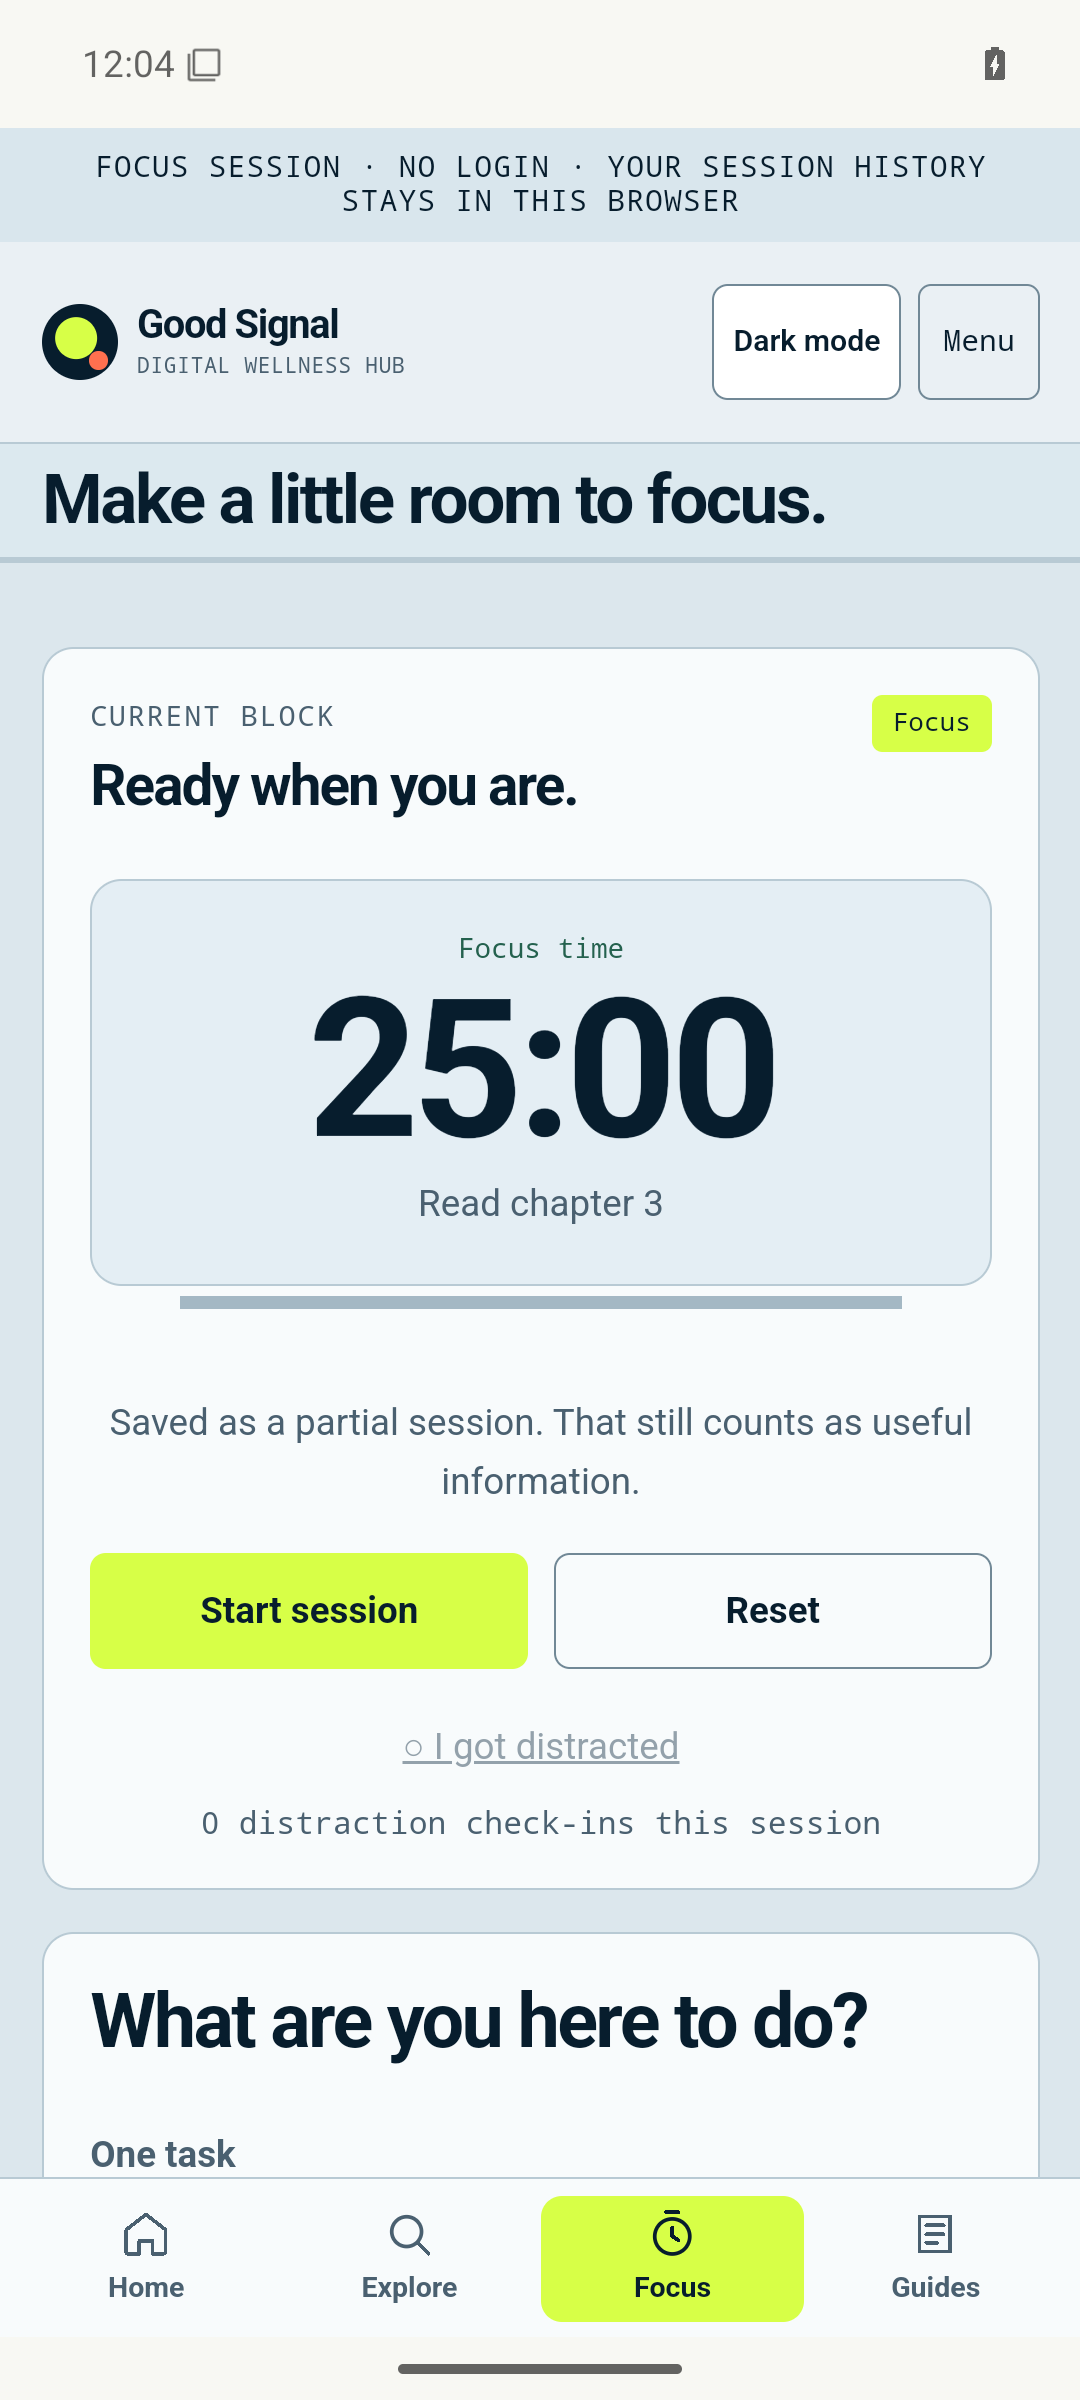 12:04
FOCUS SESSION · NO LOGIN · YOUR SESSION HISTORY
STAYS IN THIS BROWSER
Good Signal
DIGITAL WELLNESS HUB
Dark mode
Menu
Make a little room to focus.
CURRENT BLOCK
Focus
Ready when you are.
Focus time
25:00
Read chapter 3
Saved as a partial session. That still counts as useful
information.
Start session
Reset
○ I got distracted
0 distraction check-ins this session
What are you here to do?
One task
Home
Explore
Focus
Guides